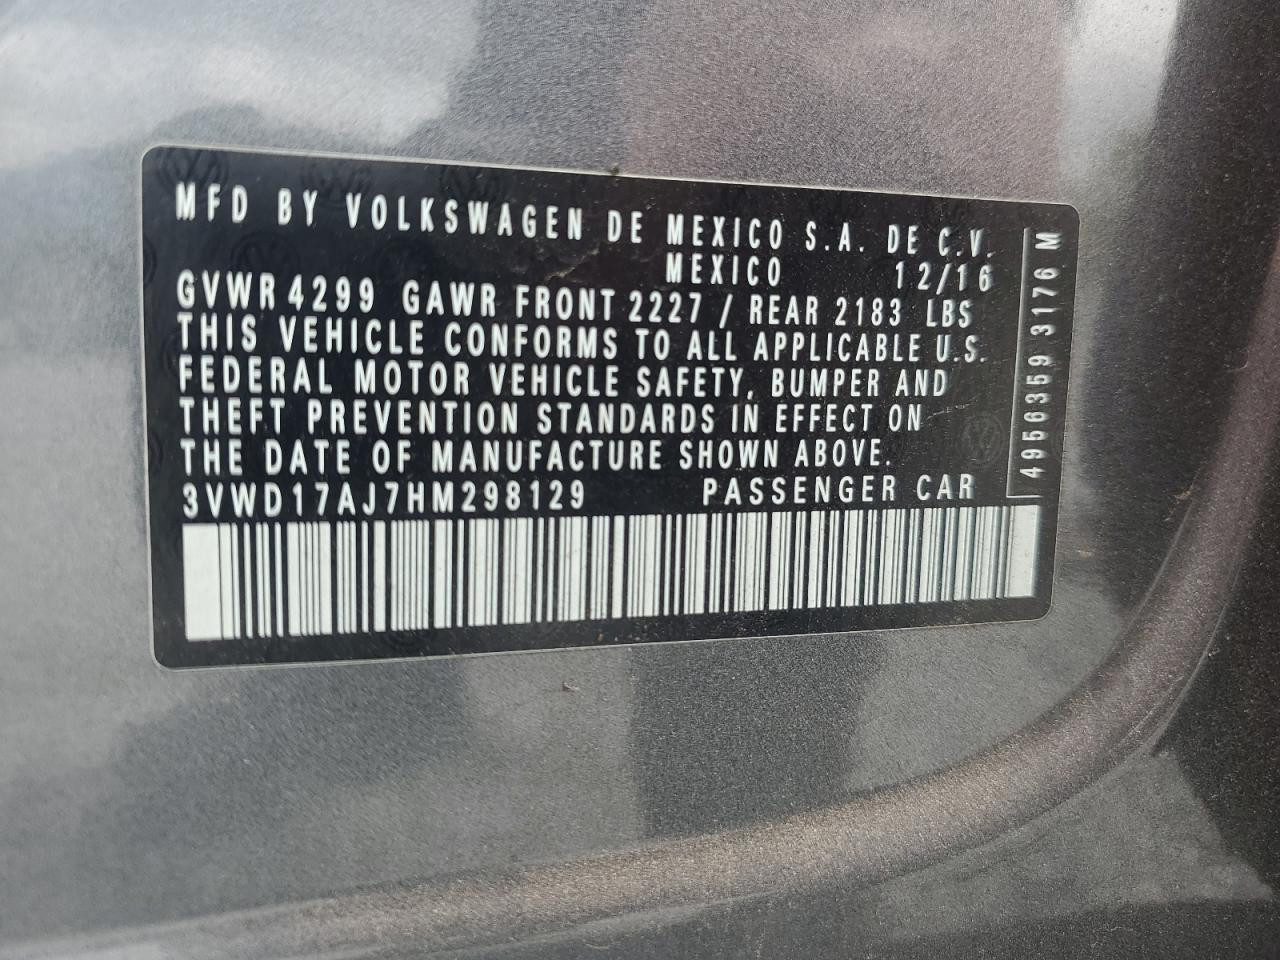 MFD BY VOLKSWAGEN DE MEXICO S.A. DE C.V.
MEXICO 12/16
GVWR 4299 GAWR FRONT 2227 / REAR 2183 LBS
THIS VEHICLE CONFORMS TO ALL APPLICABLE U.S.
FEDERAL MOTOR VEHICLE SAFETY, BUMPER AND
THEFT PREVENTION STANDARDS IN EFFECT ON
THE DATE OF MANUFACTURE SHOWN ABOVE.
3VWD17AJ7HM298129 PASSENGER CAR
4956359 3176 M